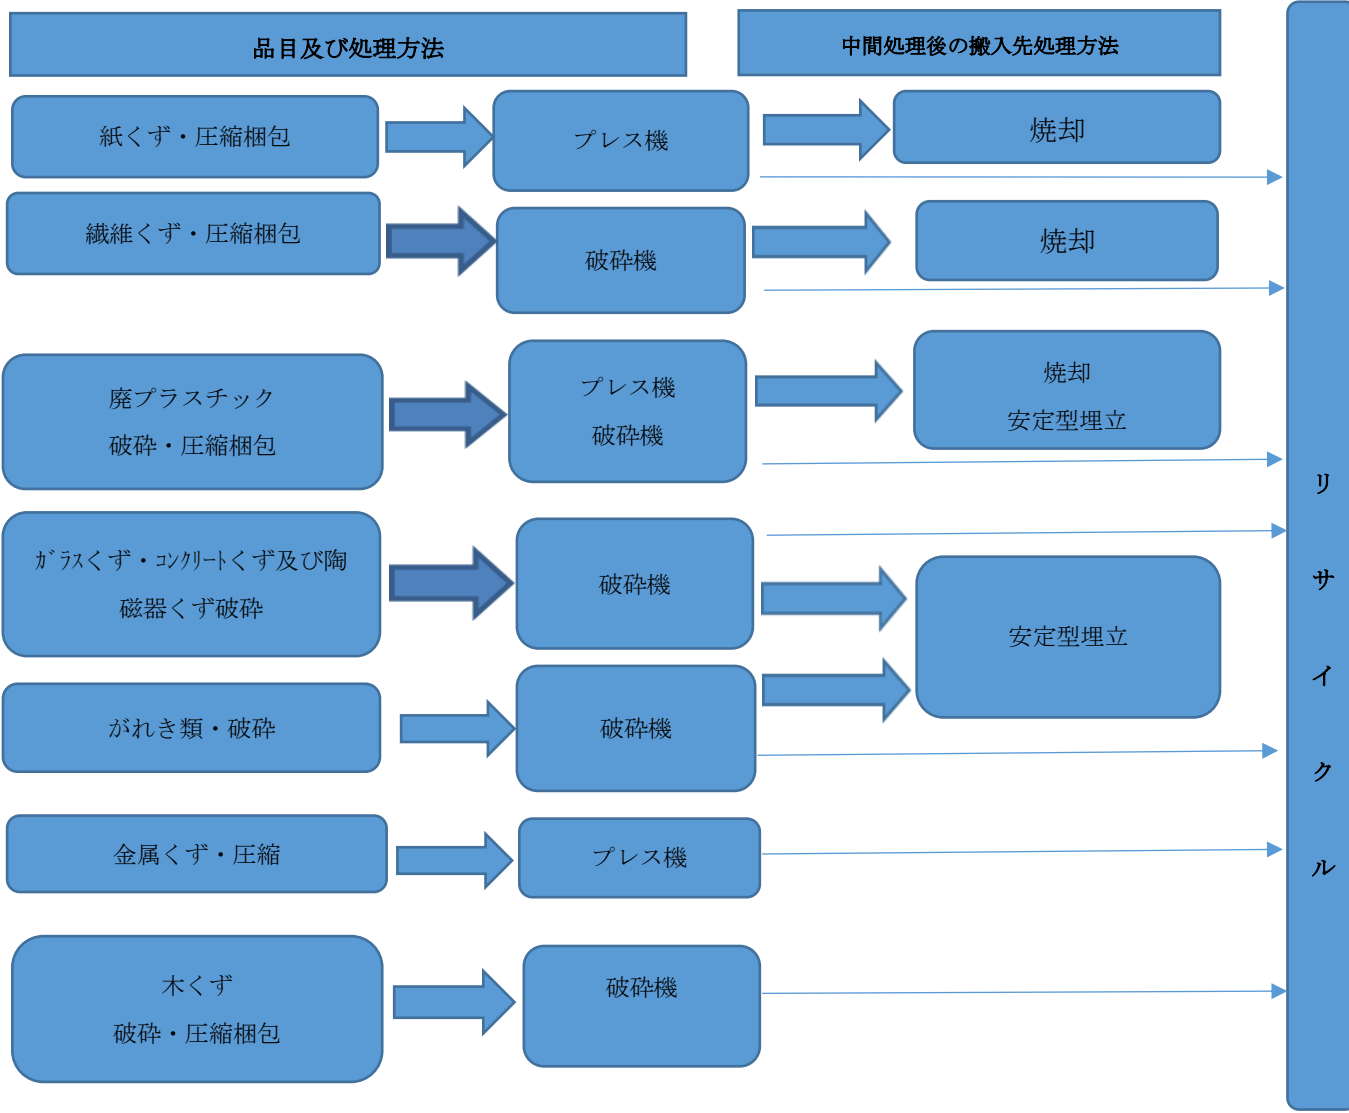 品目及び処理方法
中間処理後の搬入先処理方法
紙くず・圧縮梱包
プレス機
焼却
繊維くず・圧縮梱包
破砕機
焼却
廃プラスチック
破砕・圧縮梱包
プレス機
破砕機
焼却
安定型埋立
ｶﾞﾗｽくず・ｺﾝｸﾘｰﾄくず及び陶
磁器くず破砕
破砕機
安定型埋立
がれき類・破砕
破砕機
金属くず・圧縮
プレス機
木くず
破砕・圧縮梱包
破砕機
リサイクル